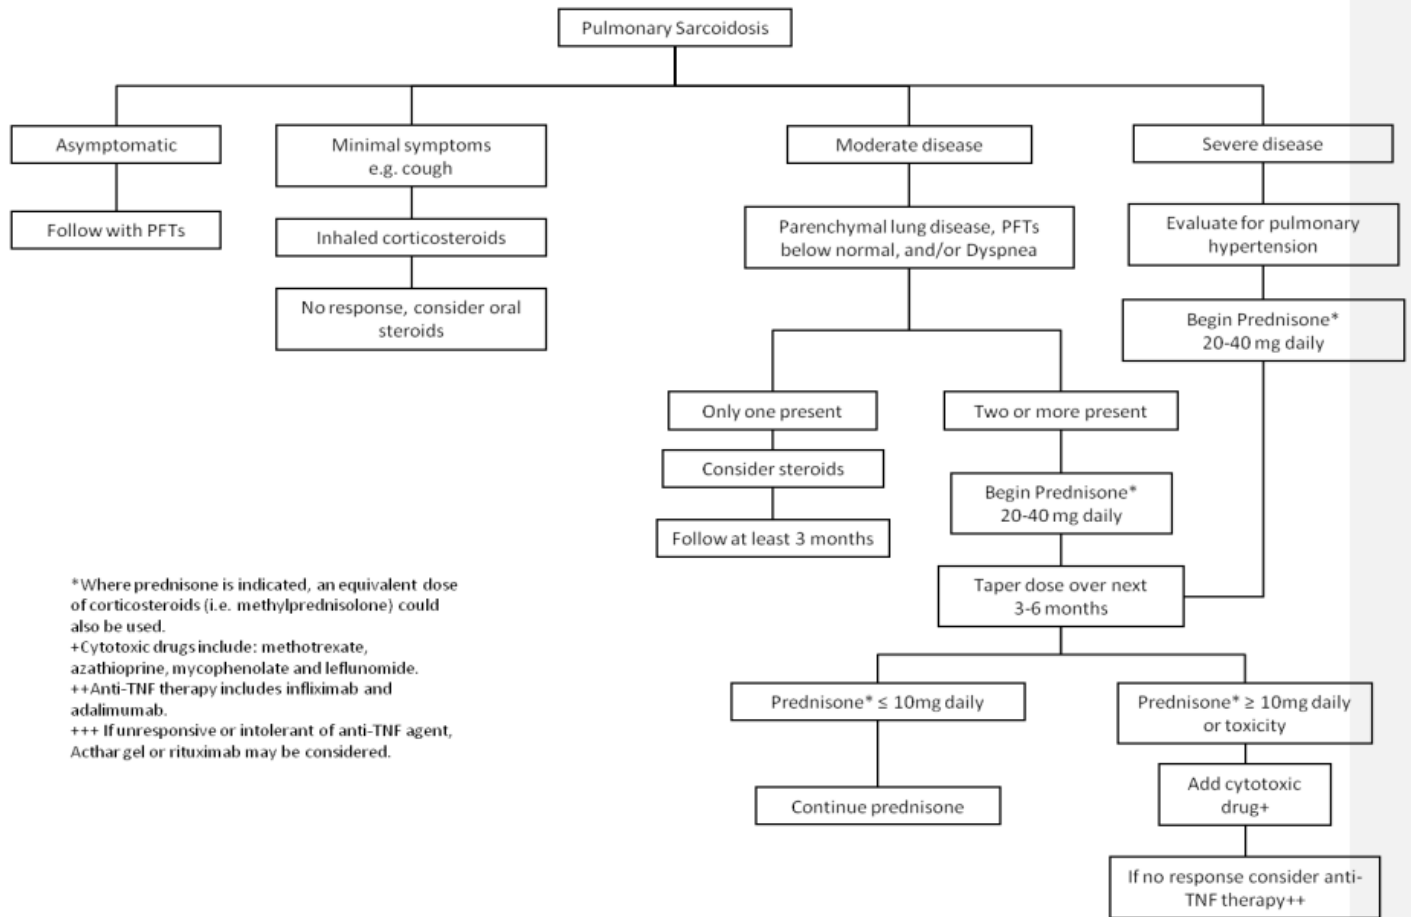 Pulmonary Sarcoidosis
Asymptomatic
Follow with PFTs
Minimal symptoms
e.g. cough
Inhaled corticosteroids
No response, consider oral
steroids
Moderate disease
Parenchymal lung disease, PFTs
below normal, and/or Dyspnea
Only one present
Consider steroids
Follow at least 3 months
Two or more present
Begin Prednisone*
20-40 mg daily
Severe disease
Evaluate for pulmonary
hypertension
Begin Prednisone*
20-40 mg daily
Taper dose over next
3-6 months
Prednisone* ≤ 10mg daily
Continue prednisone
Prednisone* ≥ 10mg daily
or toxicity
Add cytotoxic
drug+
If no response consider anti-
TNF therapy++
*Where prednisone is indicated, an equivalent dose
of corticosteroids (i.e. methylprednisolone) could
also be used.
+Cytotoxic drugs include: methotrexate,
azathioprine, mycophenolate and leflunomide.
++Anti-TNF therapy includes infliximab and
adalimumab.
+++ If unresponsive or intolerant of anti-TNF agent,
Acthar gel or rituximab may be considered.